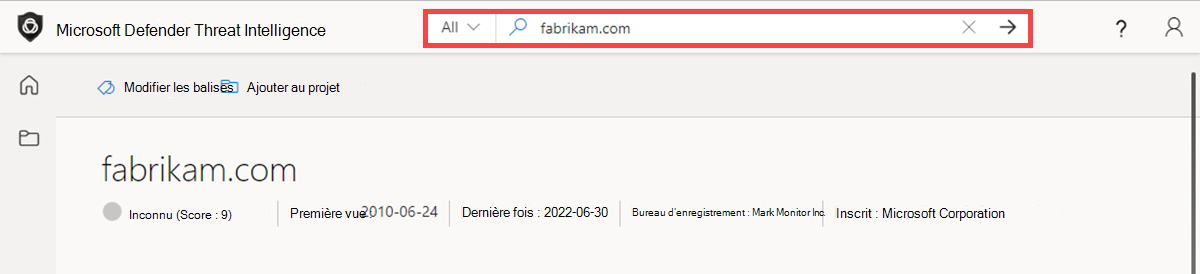 Microsoft Defender Threat Intelligence All fabrikam.com ?
Modifier les balises Ajouter au projet
fabrikam.com
Inconnu (Score : 9) Première vue : 2010-06-24 Dernière fois : 2022-06-30 Bureau d'enregistrement : Mark Monitor Inc. Inscrit : Microsoft Corporation